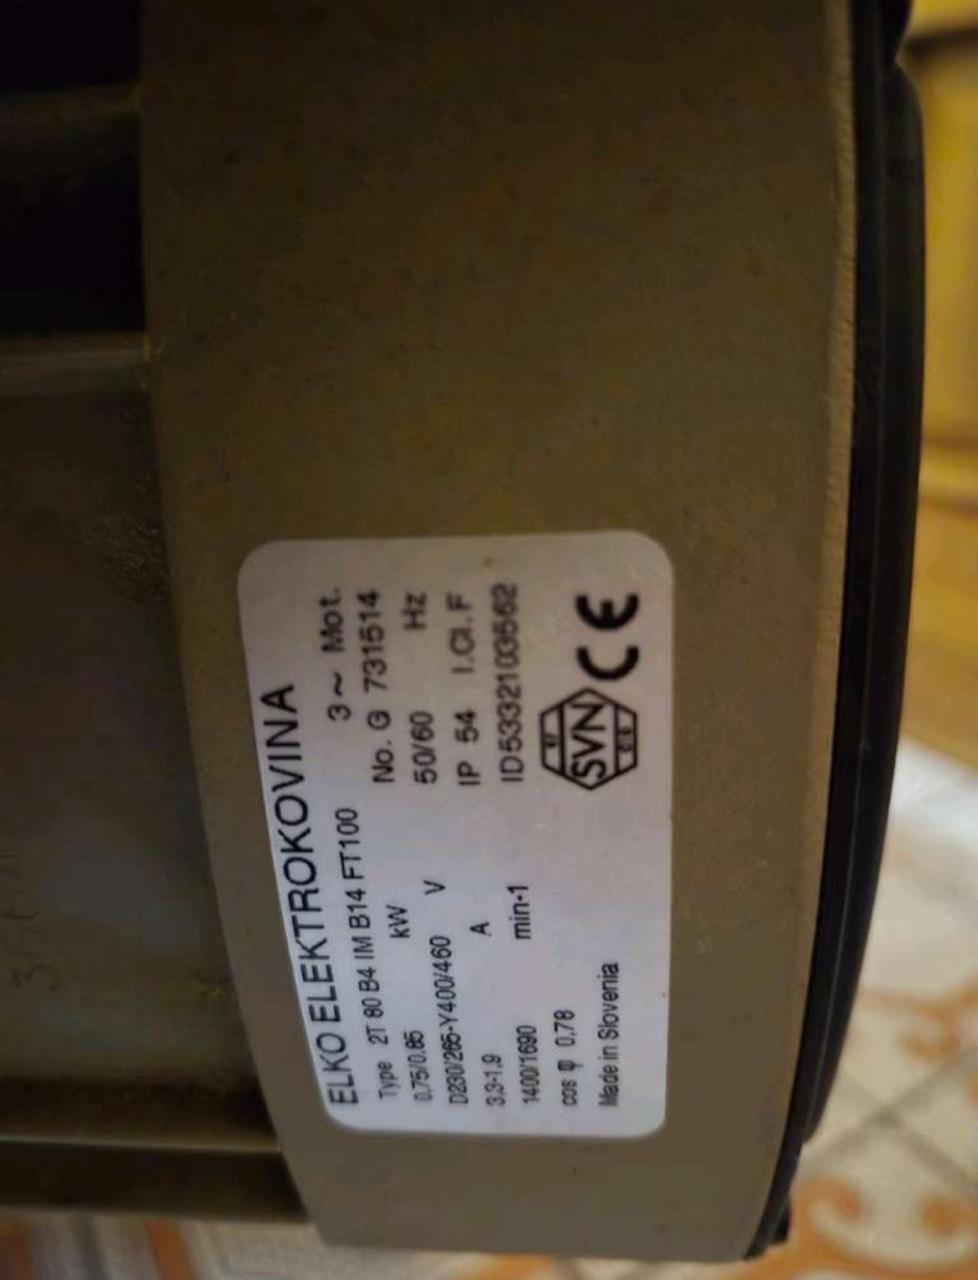 ELKO ELEKTROKOVINA
Type 2T 80 B4 IM B14 FT100 3~ Mot.
0,75/0,85 kW No. G 731514
D230/265-Y400/460 V 50/60 Hz
3,3-1,9 A IP 54 I.Cl.F
1400/1690 min-1 ID5332103562
cos φ 0,78
Made in Slovenia
SVN CE